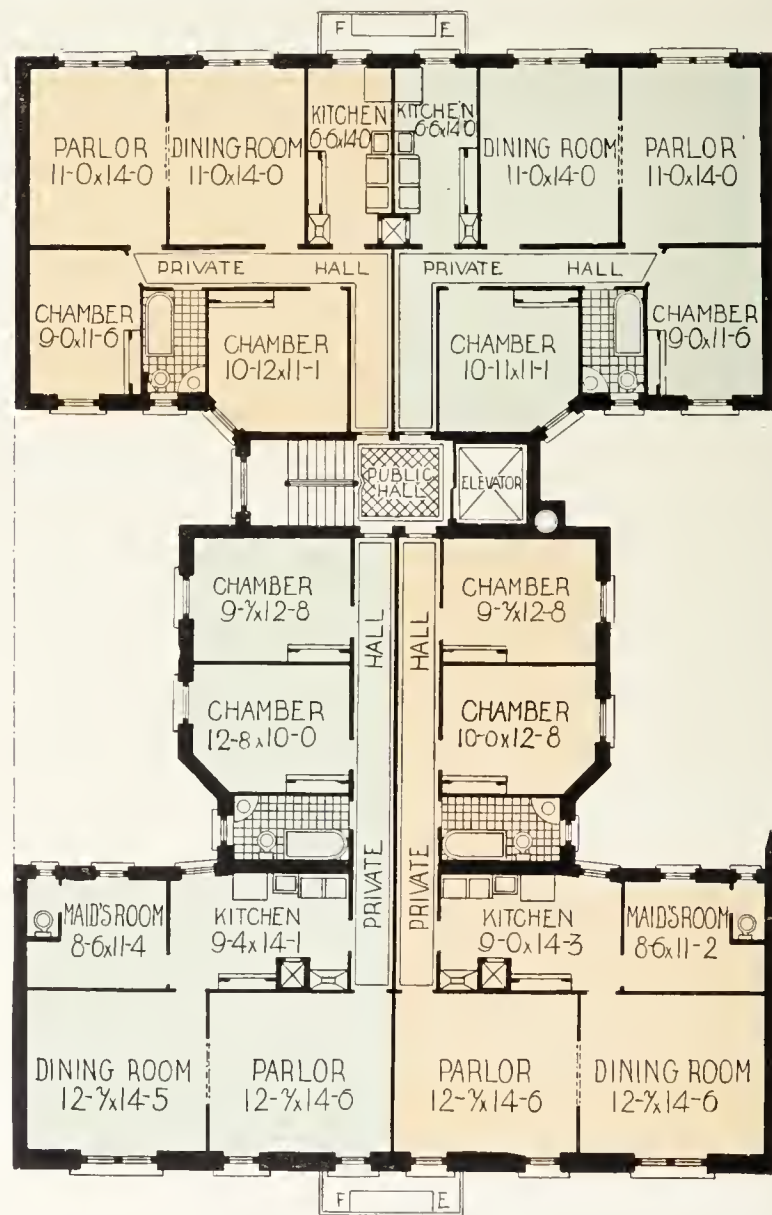 F E
PARLOR
11-0x14-0
DINING ROOM
11-0x14-0
KITCHEN
6-6x14-0
KITCHEN
6-6x14-0
DINING ROOM
11-0x14-0
PARLOR
11-0x14-0
PRIVATE HALL
PRIVATE HALL
CHAMBER
9-0x11-6
CHAMBER
10-12x11-1
CHAMBER
10-11x11-1
CHAMBER
9-0x11-6
PUBLIC
HALL
ELEVATOR
CHAMBER
9-7x12-8
PRIVATE HALL
PRIVATE HALL
CHAMBER
9-7x12-8
CHAMBER
12-8x10-0
CHAMBER
10-0x12-8
MAID'S ROOM
8-6x11-4
KITCHEN
9-4x14-1
KITCHEN
9-0x14-3
MAID'S ROOM
8-6x11-2
DINING ROOM
12-7x14-5
PARLOR
12-7x14-6
PARLOR
12-7x14-6
DINING ROOM
12-7x14-6
F E